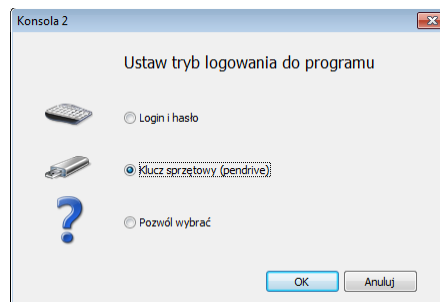 Konsola 2
Ustaw tryb logowania do programu
Login i hasło
Klucz sprzętowy (pendrive)
Pozwól wybrać
OK Anuluj